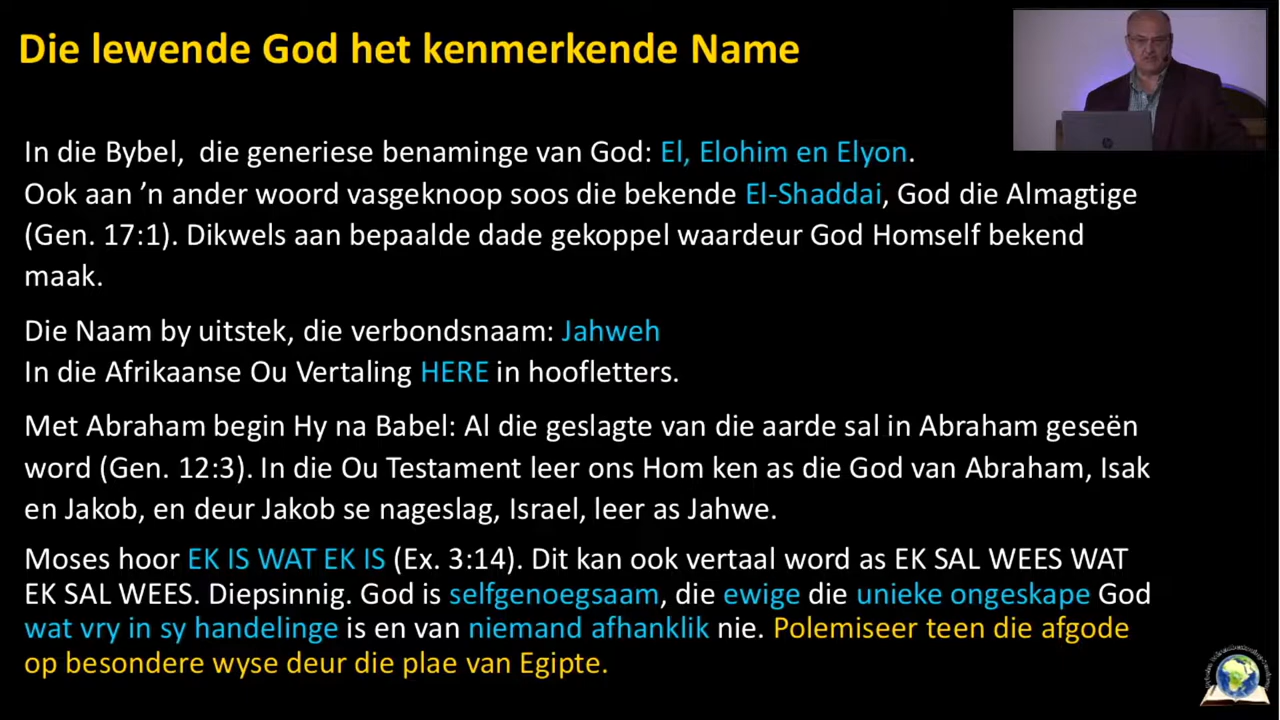 Die lewende God het kenmerkende Name
In die Bybel, die generiese benaminge van God: El, Elohim en Elyon.
Ook aan ’n ander woord vasgeknoop soos die bekende El-Shaddai, God die Almagtige
(Gen. 17:1). Dikwels aan bepaalde dade gekoppel waardeur God Homself bekend
maak.
Die Naam by uitstek, die verbondsnaam: Jahweh
In die Afrikaanse Ou Vertaling HERE in hoofletters.
Met Abraham begin Hy na Babel: Al die geslagte van die aarde sal in Abraham geseën
word (Gen. 12:3). In die Ou Testament leer ons Hom ken as die God van Abraham, Isak
en Jakob, en deur Jakob se nageslag, Israel, leer as Jahwe.
Moses hoor EK IS WAT EK IS (Ex. 3:14). Dit kan ook vertaal word as EK SAL WEES WAT
EK SAL WEES. Diepsinnig. God is selfgenoegsaam, die ewige die unieke ongeskape God
wat vry in sy handelinge is en van niemand afhanklik nie. Polemiseer teen die afgode
op besondere wyse deur die plae van Egipte.